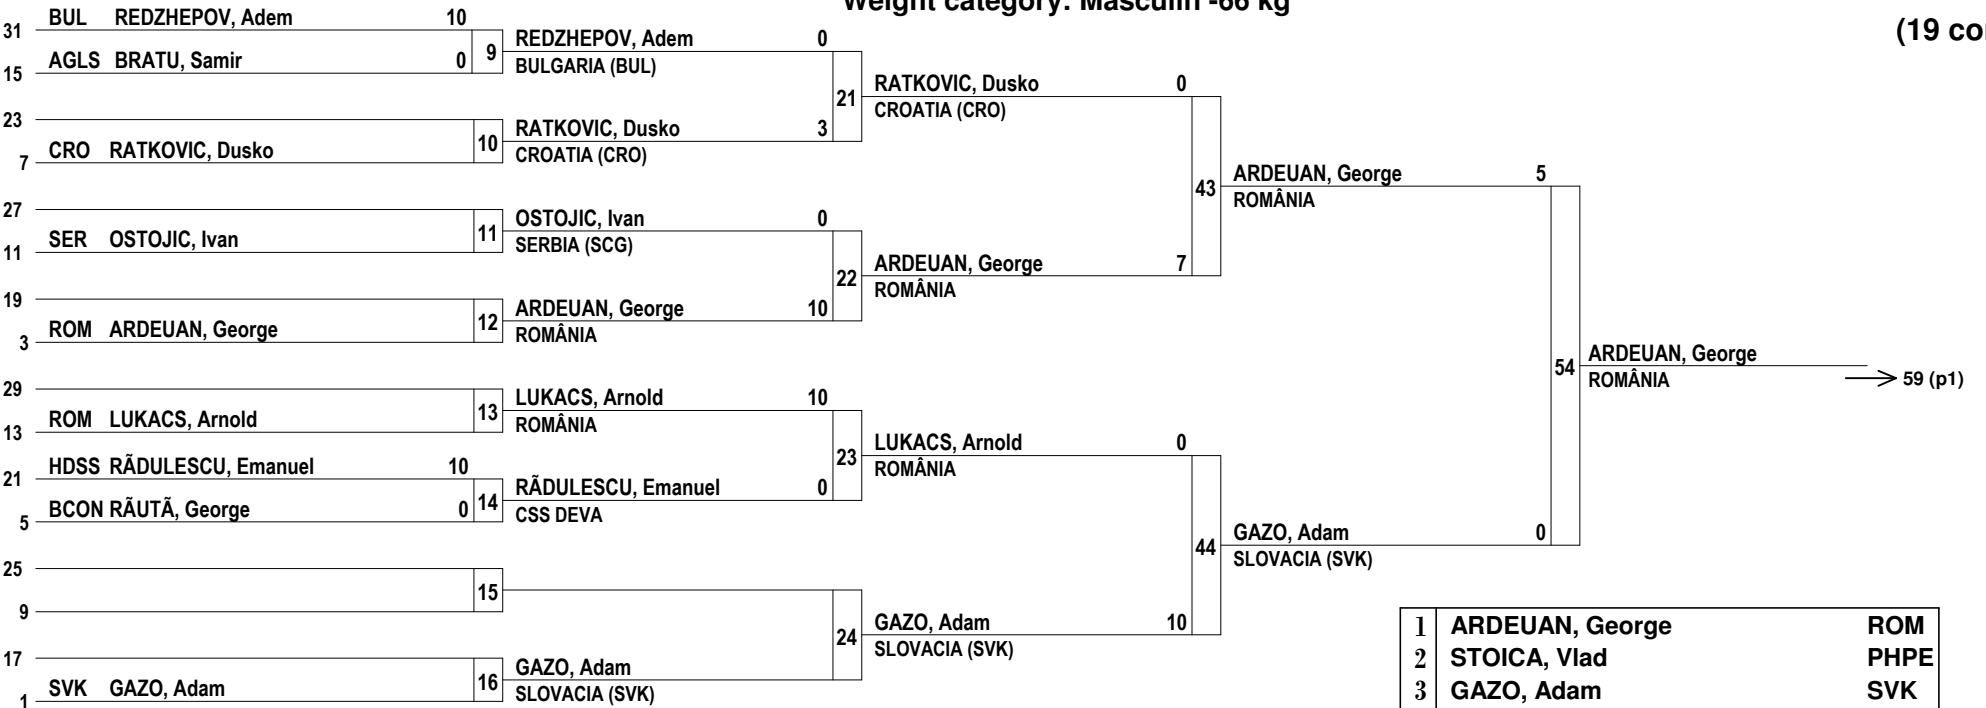 Weight category: Masculin -66 kg
(19 co
31 BUL REDZHEPOV, Adem 10
15 AGLS BRATU, Samir 0
9
REDZHEPOV, Adem 0
BULGARIA (BUL)
23
7 CRO RATKOVIC, Dusko
10
RATKOVIC, Dusko 3
CROATIA (CRO)
21
RATKOVIC, Dusko 0
CROATIA (CRO)
27
11 SER OSTOJIC, Ivan
11
OSTOJIC, Ivan 0
SERBIA (SCG)
19
3 ROM ARDEUAN, George
12
ARDEUAN, George 10
ROMÂNIA
22
ARDEUAN, George 7
ROMÂNIA
43
ARDEUAN, George 5
ROMÂNIA
29
13 ROM LUKACS, Arnold
13
LUKACS, Arnold 10
ROMÂNIA
21 HDSS RÃDULESCU, Emanuel 10
5 BCON RÃUTÃ, George 0
14
RÃDULESCU, Emanuel 0
CSS DEVA
23
LUKACS, Arnold 0
ROMÂNIA
25
9
15
17
1 SVK GAZO, Adam
16
GAZO, Adam
SLOVACIA (SVK)
24
GAZO, Adam 10
SLOVACIA (SVK)
44
GAZO, Adam 0
SLOVACIA (SVK)
54
ARDEUAN, George
ROMÂNIA
59 (p1)
1 ARDEUAN, George ROM
2 STOICA, Vlad PHPE
3 GAZO, Adam SVK